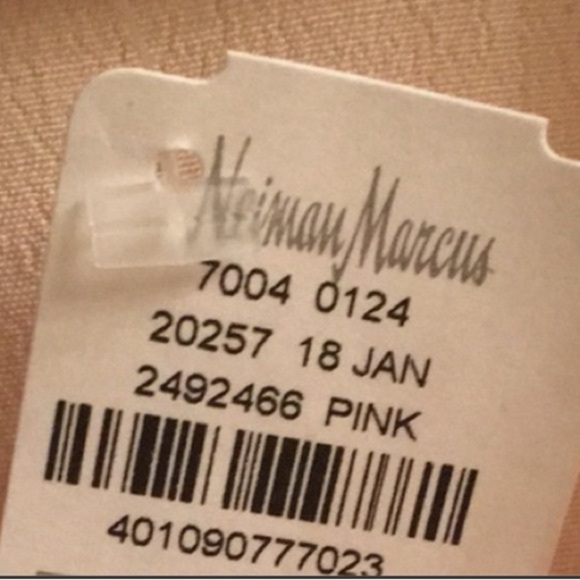 Neiman Marcus
7004 0124
20257 18 JAN
2492466 PINK
401090777023